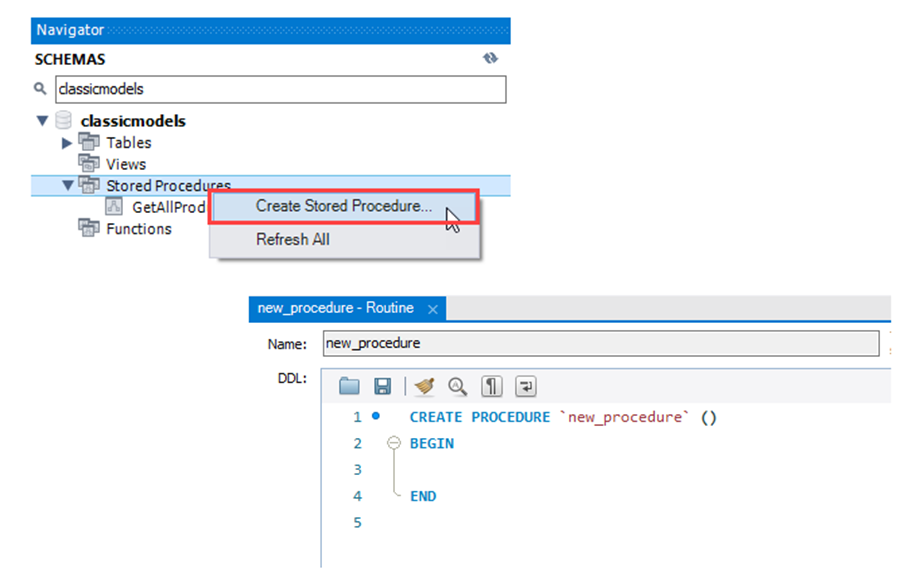 Navigator
SCHEMAS
classicmodels
classicmodels
Tables
Views
Stored Procedures
Create Stored Procedure...
GetAllProd
Refresh All
Functions
new_procedure - Routine
Name: new_procedure
DDL:
1 CREATE PROCEDURE `new_procedure` ()
2 BEGIN
3
4 END
5